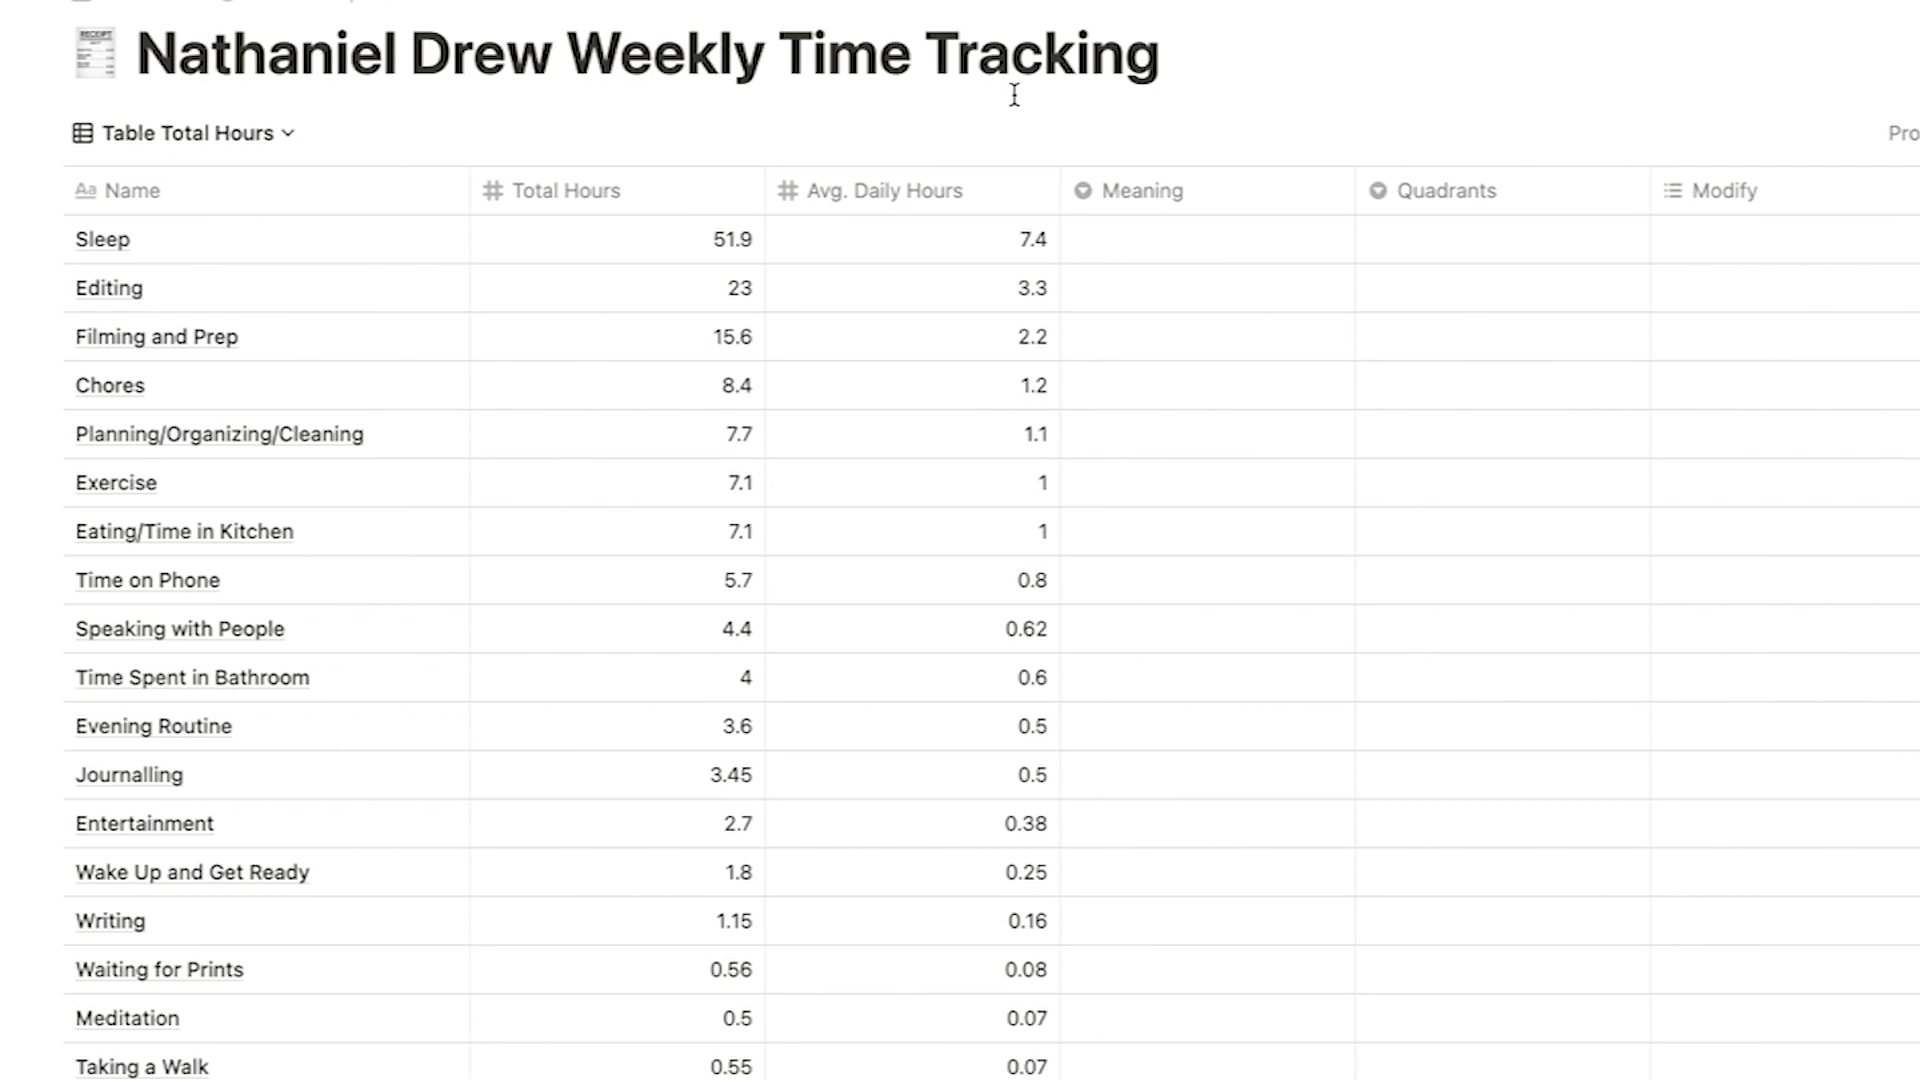 RECEIPT
Nathaniel Drew Weekly Time Tracking
Table Total Hours
Pro
Aa Name Total Hours Avg. Daily Hours Meaning Quadrants Modify
Sleep 51.9 7.4
Editing 23 3.3
Filming and Prep 15.6 2.2
Chores 8.4 1.2
Planning/Organizing/Cleaning 7.7 1.1
Exercise 7.1 1
Eating/Time in Kitchen 7.1 1
Time on Phone 5.7 0.8
Speaking with People 4.4 0.62
Time Spent in Bathroom 4 0.6
Evening Routine 3.6 0.5
Journalling 3.45 0.5
Entertainment 2.7 0.38
Wake Up and Get Ready 1.8 0.25
Writing 1.15 0.16
Waiting for Prints 0.56 0.08
Meditation 0.5 0.07
Taking a Walk 0.55 0.07